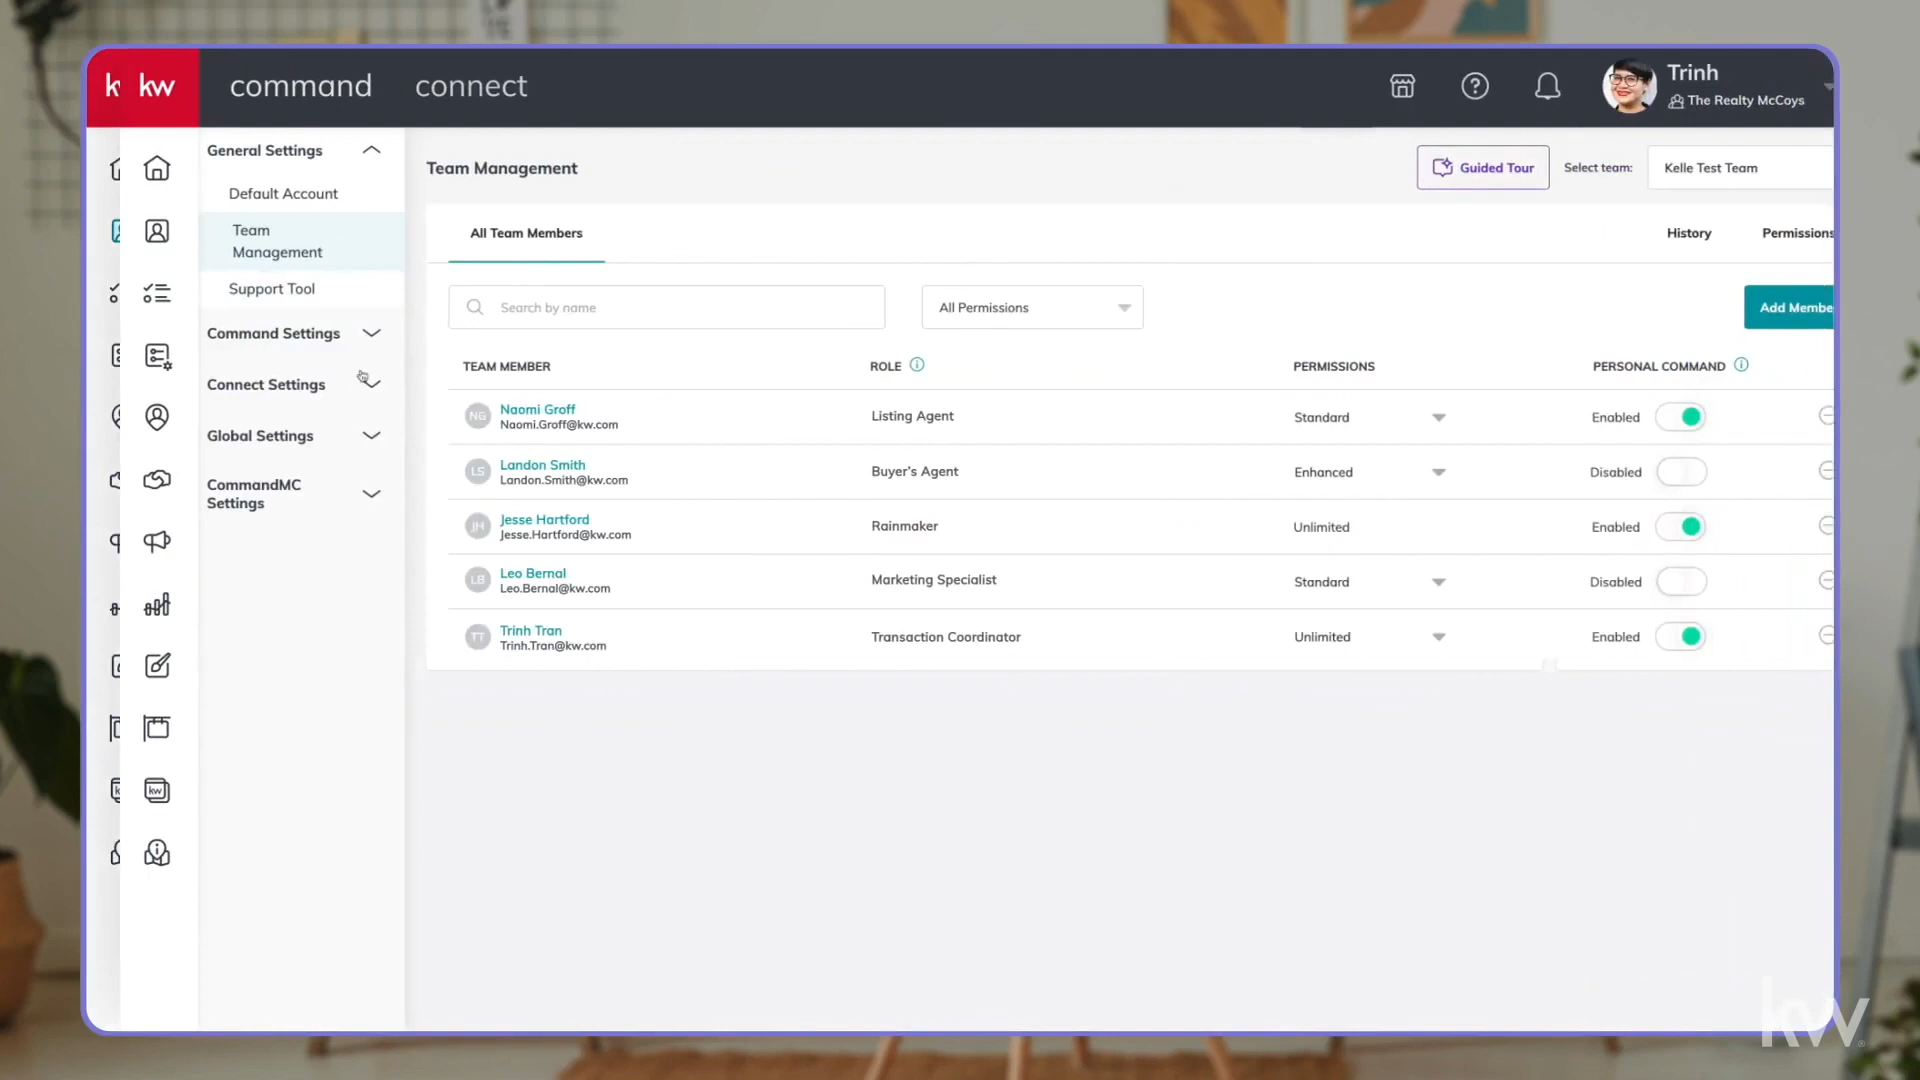 kw
command
connect
Trinh
The Realty McCoys
General Settings
Default Account
Team
Management
Support Tool
Command Settings
Connect Settings
Global Settings
CommandMC
Settings
Team Management
Guided Tour
Select team:
Kelle Test Team
All Team Members
History
Permissions
Search by name
All Permissions
Add Membe
TEAM MEMBER
ROLE
PERMISSIONS
PERSONAL COMMAND
NG
Naomi Groff
Naomi.Groff@kw.com
Listing Agent
Standard
Enabled
LS
Landon Smith
Landon.Smith@kw.com
Buyer's Agent
Enhanced
Disabled
JH
Jesse Hartford
Jesse.Hartford@kw.com
Rainmaker
Unlimited
Enabled
LB
Leo Bernal
Leo.Bernal@kw.com
Marketing Specialist
Standard
Disabled
TT
Trinh Tran
Trinh.Tran@kw.com
Transaction Coordinator
Unlimited
Enabled
kw
kw